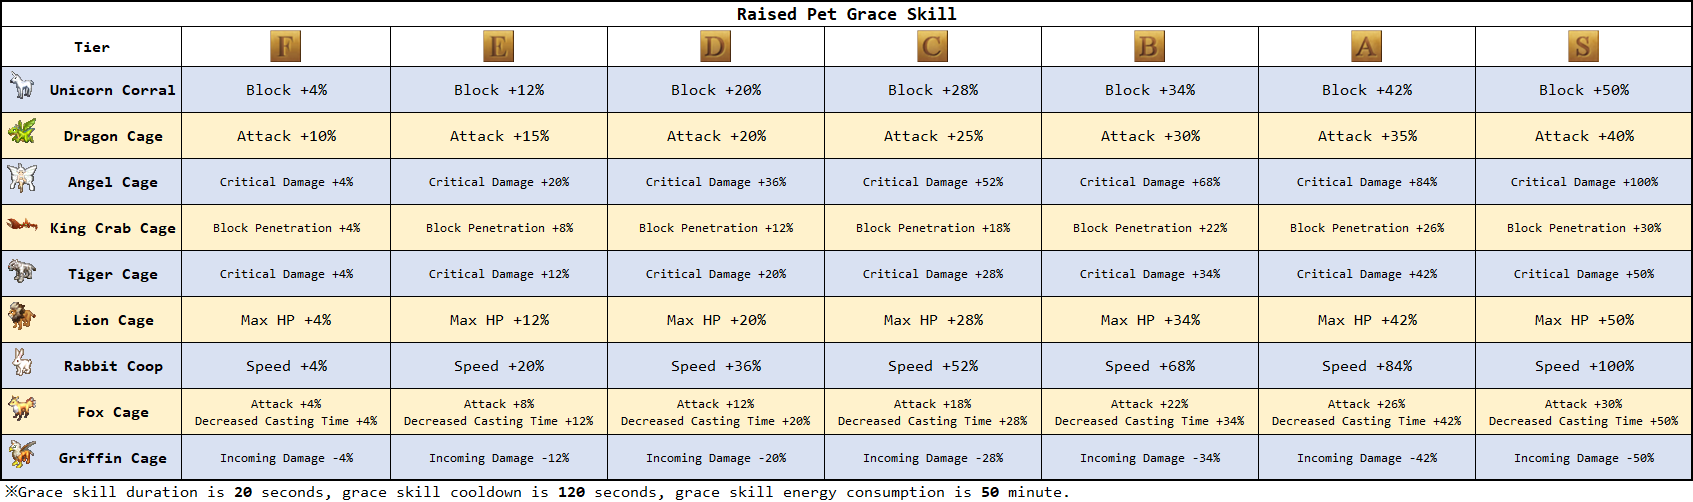 Raised Pet Grace Skill
Tier F E D C B A S
Unicorn Corral Block +4% Block +12% Block +20% Block +28% Block +34% Block +42% Block +50%
Dragon Cage Attack +10% Attack +15% Attack +20% Attack +25% Attack +30% Attack +35% Attack +40%
Angel Cage Critical Damage +4% Critical Damage +20% Critical Damage +36% Critical Damage +52% Critical Damage +68% Critical Damage +84% Critical Damage +100%
King Crab Cage Block Penetration +4% Block Penetration +8% Block Penetration +12% Block Penetration +18% Block Penetration +22% Block Penetration +26% Block Penetration +30%
Tiger Cage Critical Damage +4% Critical Damage +12% Critical Damage +20% Critical Damage +28% Critical Damage +34% Critical Damage +42% Critical Damage +50%
Lion Cage Max HP +4% Max HP +12% Max HP +20% Max HP +28% Max HP +34% Max HP +42% Max HP +50%
Rabbit Coop Speed +4% Speed +20% Speed +36% Speed +52% Speed +68% Speed +84% Speed +100%
Fox Cage Attack +4% Attack +8% Attack +12% Attack +18% Attack +22% Attack +26% Attack +30%
Decreased Casting Time +4% Decreased Casting Time +12% Decreased Casting Time +20% Decreased Casting Time +28% Decreased Casting Time +34% Decreased Casting Time +42% Decreased Casting Time +50%
Griffin Cage Incoming Damage -4% Incoming Damage -12% Incoming Damage -20% Incoming Damage -28% Incoming Damage -34% Incoming Damage -42% Incoming Damage -50%
※Grace skill duration is 20 seconds, grace skill cooldown is 120 seconds, grace skill energy consumption is 50 minute.